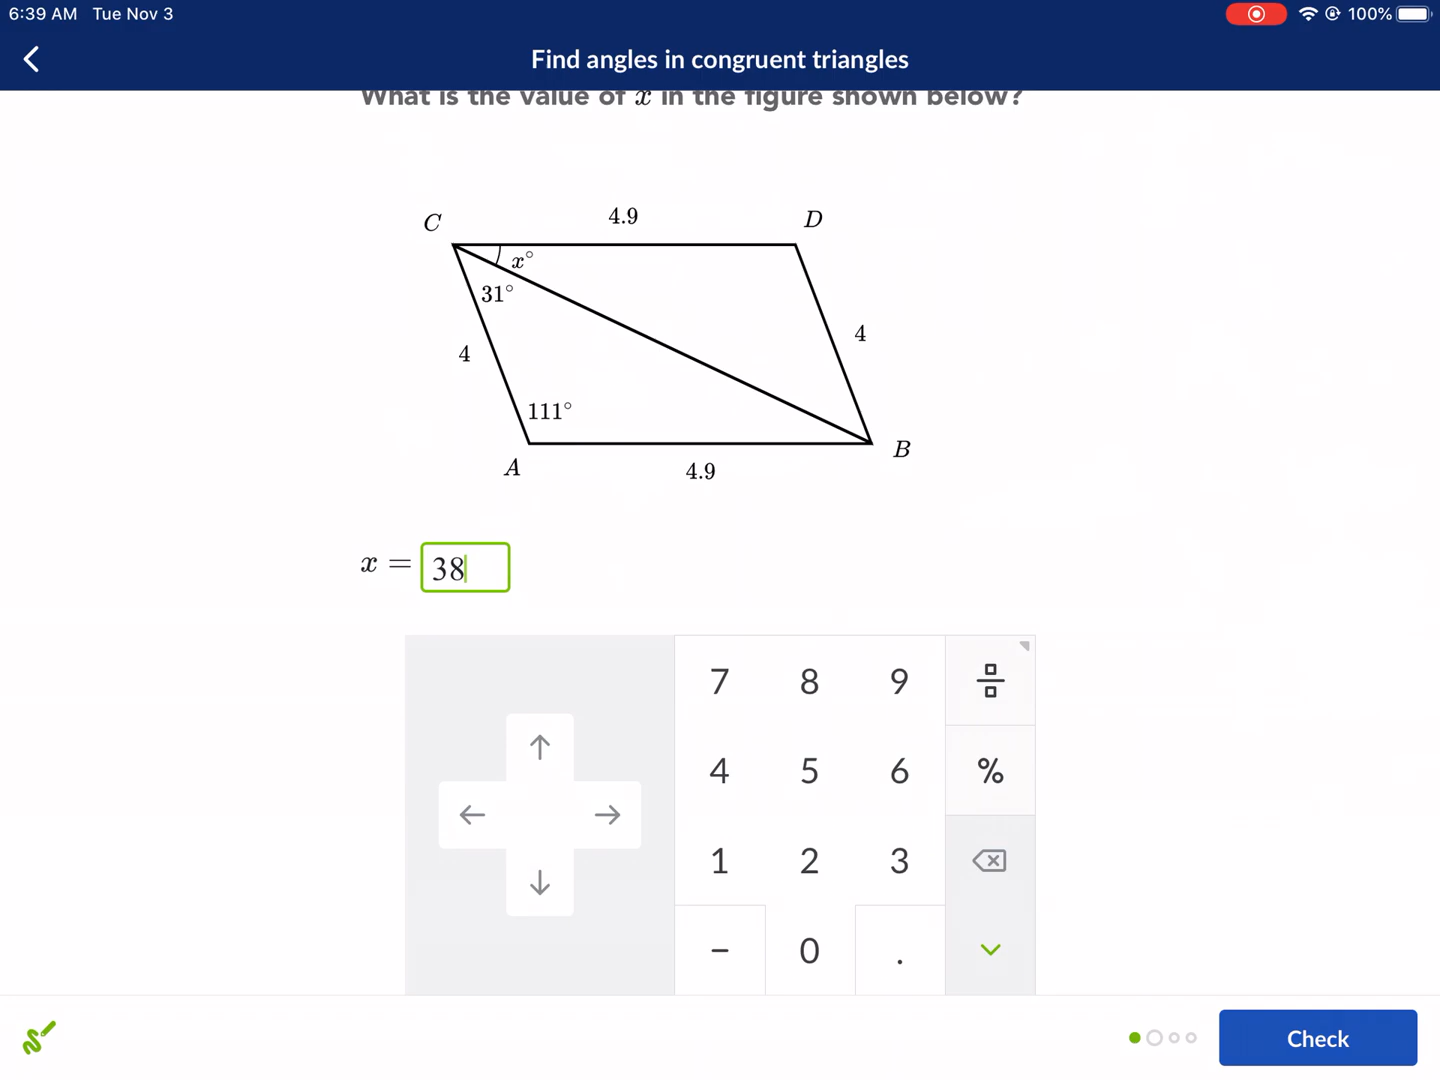 6:39 AM Tue Nov 3 100%
Find angles in congruent triangles
What is the value of x in the figure shown below?
C 4.9 D
x°
31°
4 4
111°
A 4.9 B
x = 38
7 8 9
4 5 6 %
1 2 3
− 0 .
Check